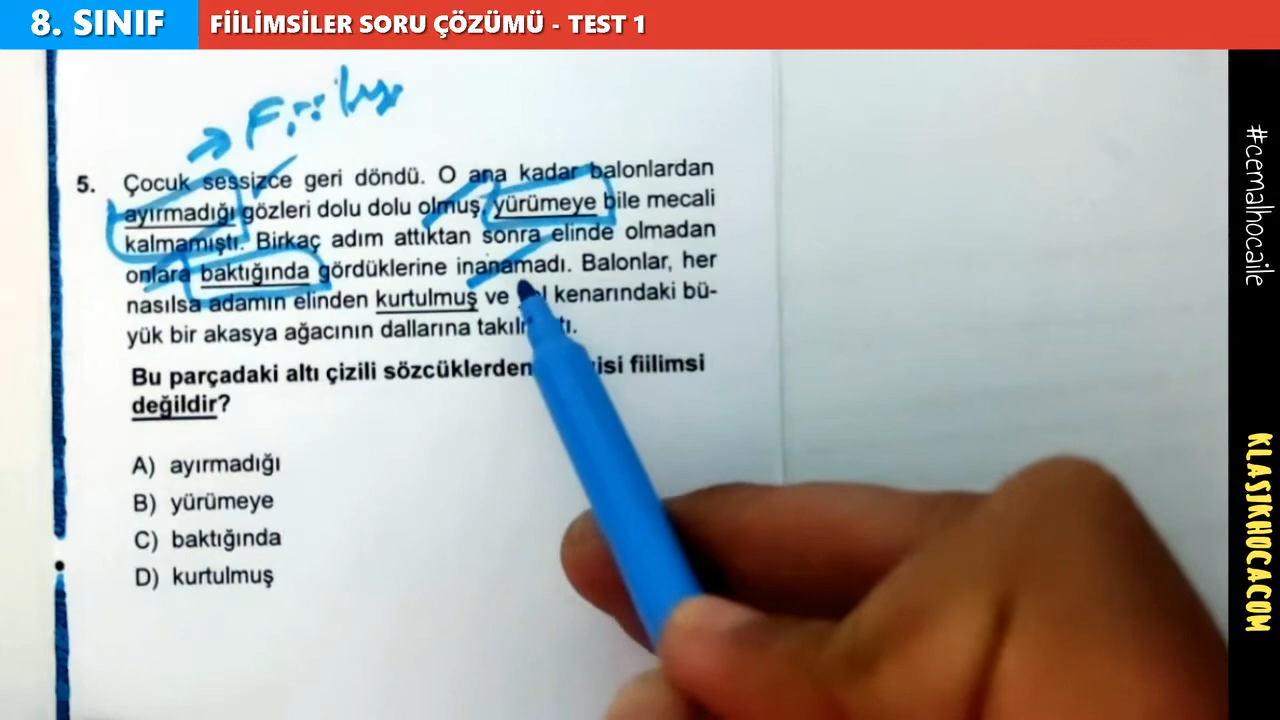 8. SINIF
FİİLİMSİLER SORU ÇÖZÜMÜ - TEST 1
5. Çocuk sessizce geri döndü. O ana kadar balonlardan
ayırmadığı gözleri dolu dolu olmuş, yürümeye bile mecali
kalmamıştı. Birkaç adım attıktan sonra elinde olmadan
onlara baktığında gördüklerine inanamadı. Balonlar, her
nasılsa adamın elinden kurtulmuş ve kenarındaki bü-
yük bir akasya ağacının dallarına
Bu parçadaki altı çizili sözcüklerden fiilimsi
değildir?
A) ayırmadığı
B) yürümeye
C) baktığında
D) kurtulmuş
#cemalhocaile
KLASIKHOCA.COM